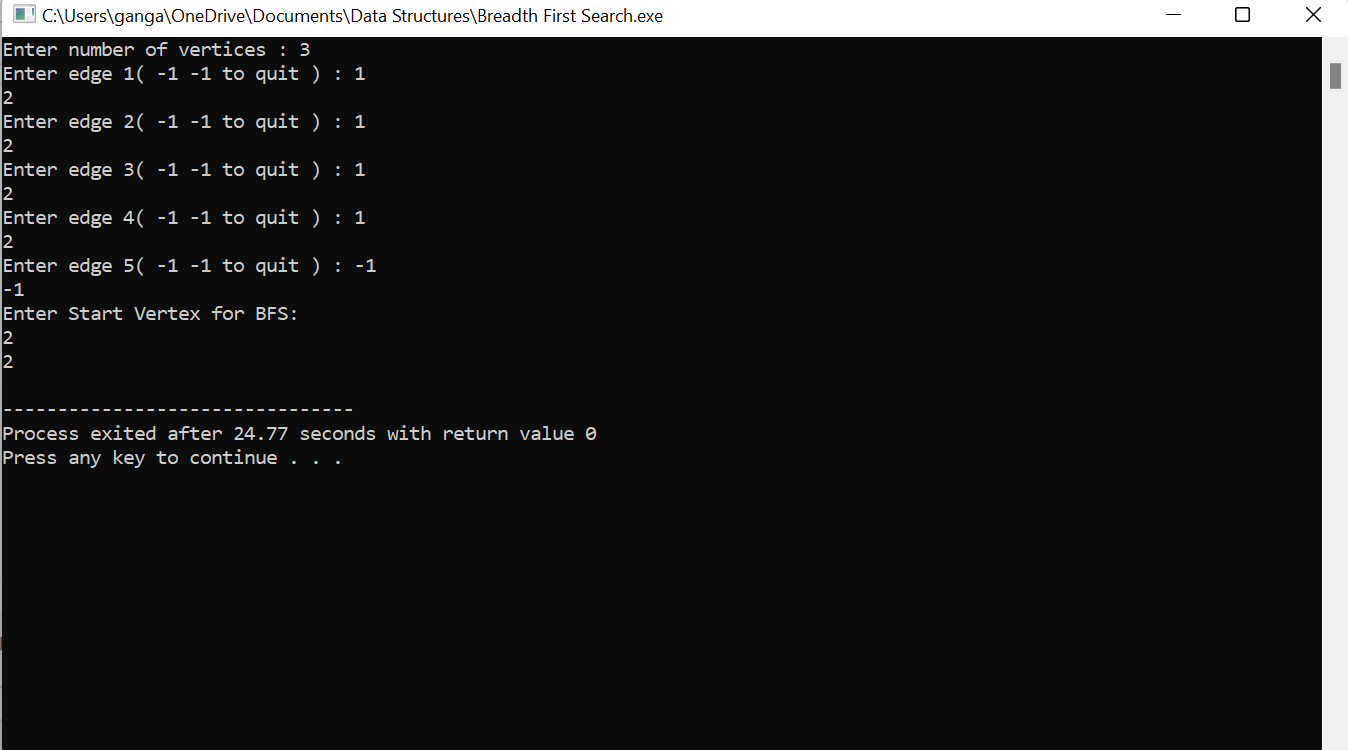 C:\Users\ganga\OneDrive\Documents\Data Structures\Breadth First Search.exe
Enter number of vertices : 3
Enter edge 1( -1 -1 to quit ) : 1
2
Enter edge 2( -1 -1 to quit ) : 1
2
Enter edge 3( -1 -1 to quit ) : 1
2
Enter edge 4( -1 -1 to quit ) : 1
2
Enter edge 5( -1 -1 to quit ) : -1
-1
Enter Start Vertex for BFS:
2
2
--------------------------------
Process exited after 24.77 seconds with return value 0
Press any key to continue . . .